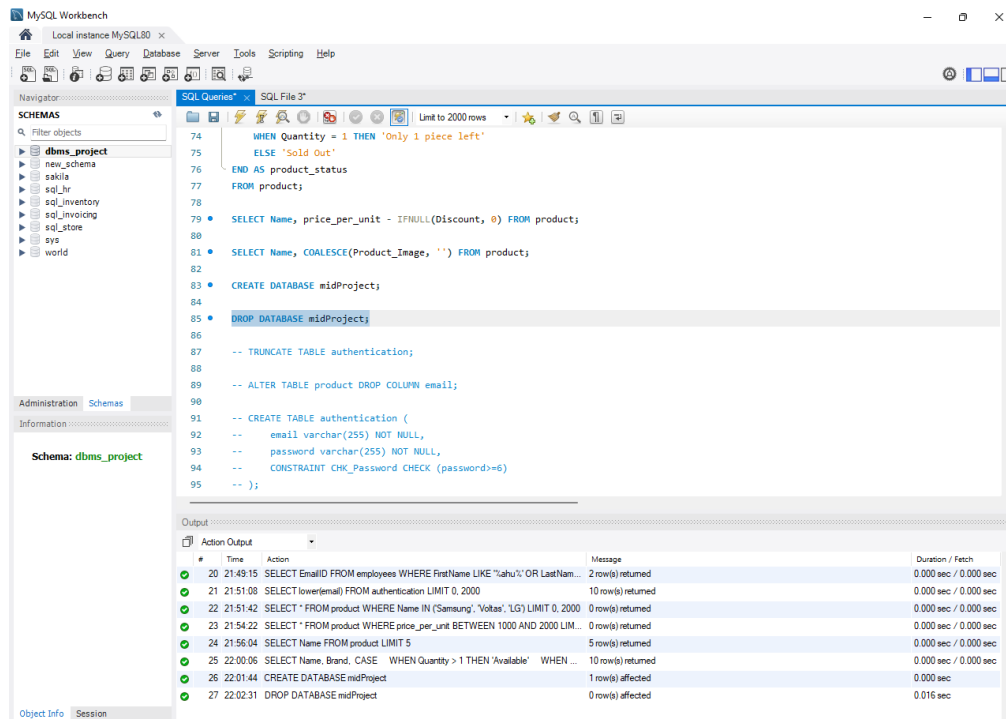 MySQL Workbench
Local instance MySQL80
File Edit View Query Database Server Tools Scripting Help
Navigator
SCHEMAS
Filter objects
dbms_project
new_schema
sakila
sql_hr
sql_inventory
sql_invoicing
sql_store
sys
world
Administration Schemas
Information
Schema: dbms_project
Object Info Session
SQL Queries* SQL File 3*
Limit to 2000 rows
74 WHEN Quantity = 1 THEN 'Only 1 piece left'
75 ELSE 'Sold Out'
76 END AS product_status
77 FROM product;
78
79 SELECT Name, price_per_unit - IFNULL(Discount, 0) FROM product;
80
81 SELECT Name, COALESCE(Product_Image, '') FROM product;
82
83 CREATE DATABASE midProject;
84
85 DROP DATABASE midProject;
86
87 -- TRUNCATE TABLE authentication;
88
89 -- ALTER TABLE product DROP COLUMN email;
90
91 -- CREATE TABLE authentication (
92 -- email varchar(255) NOT NULL,
93 -- password varchar(255) NOT NULL,
94 -- CONSTRAINT CHK_Password CHECK (password>=6)
95 -- );
Output
Action Output
# Time Action Message Duration / Fetch
20 21:49:15 SELECT EmailID FROM employees WHERE FirstName LIKE '%ahu%' OR LastNam... 2 row(s) returned 0.000 sec / 0.000 sec
21 21:51:08 SELECT lower(email) FROM authentication LIMIT 0, 2000 10 row(s) returned 0.000 sec / 0.000 sec
22 21:51:42 SELECT * FROM product WHERE Name IN ('Samsung', 'Voltas', 'LG') LIMIT 0, 2000 0 row(s) returned 0.000 sec / 0.000 sec
23 21:54:22 SELECT * FROM product WHERE price_per_unit BETWEEN 1000 AND 2000 LIM... 0 row(s) returned 0.000 sec / 0.000 sec
24 21:56:04 SELECT Name FROM product LIMIT 5 5 row(s) returned 0.000 sec / 0.000 sec
25 22:00:06 SELECT Name, Brand, CASE WHEN Quantity > 1 THEN 'Available' WHEN ... 10 row(s) returned 0.000 sec / 0.000 sec
26 22:01:44 CREATE DATABASE midProject 1 row(s) affected 0.000 sec
27 22:02:31 DROP DATABASE midProject 0 row(s) affected 0.016 sec